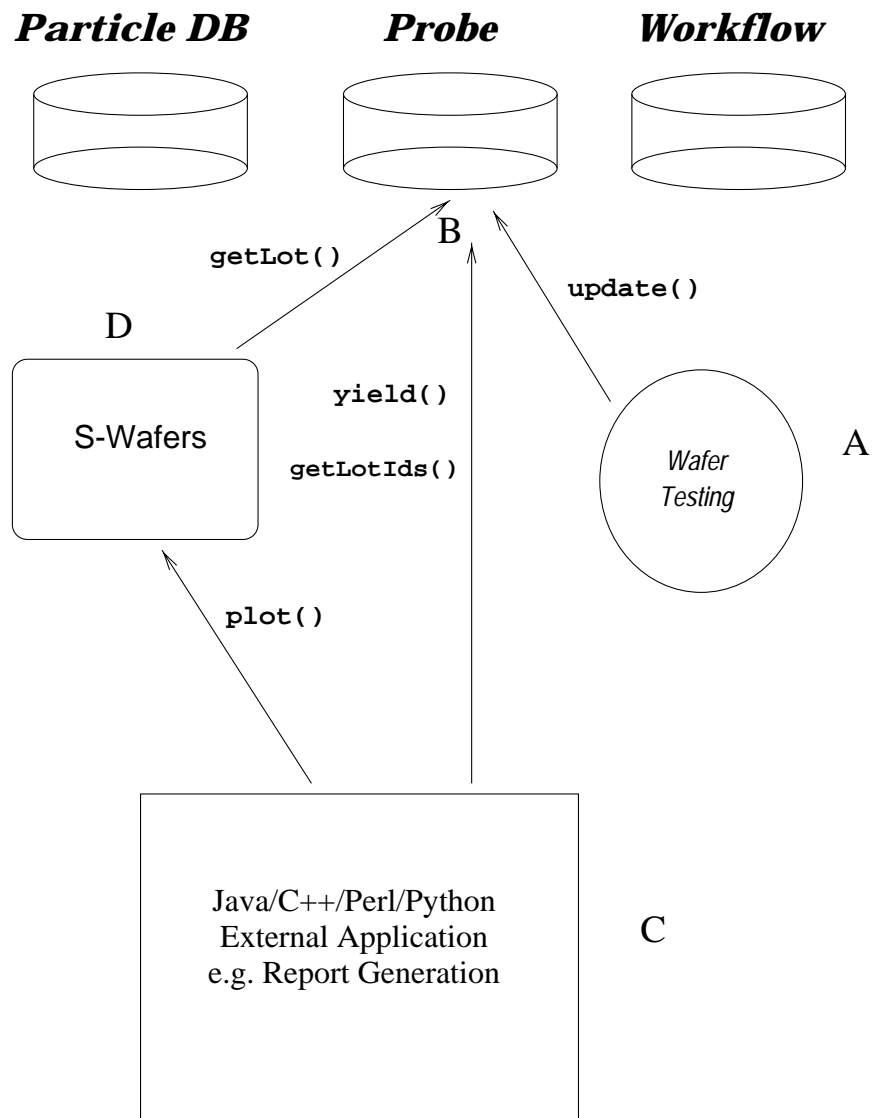 Particle DB
Probe
Workflow
B
getLot()
update()
D
yield()
S-Wafers
getLotIds()
Wafer
Testing
A
plot()
Java/C++/Perl/Python
External Application
e.g. Report Generation
C